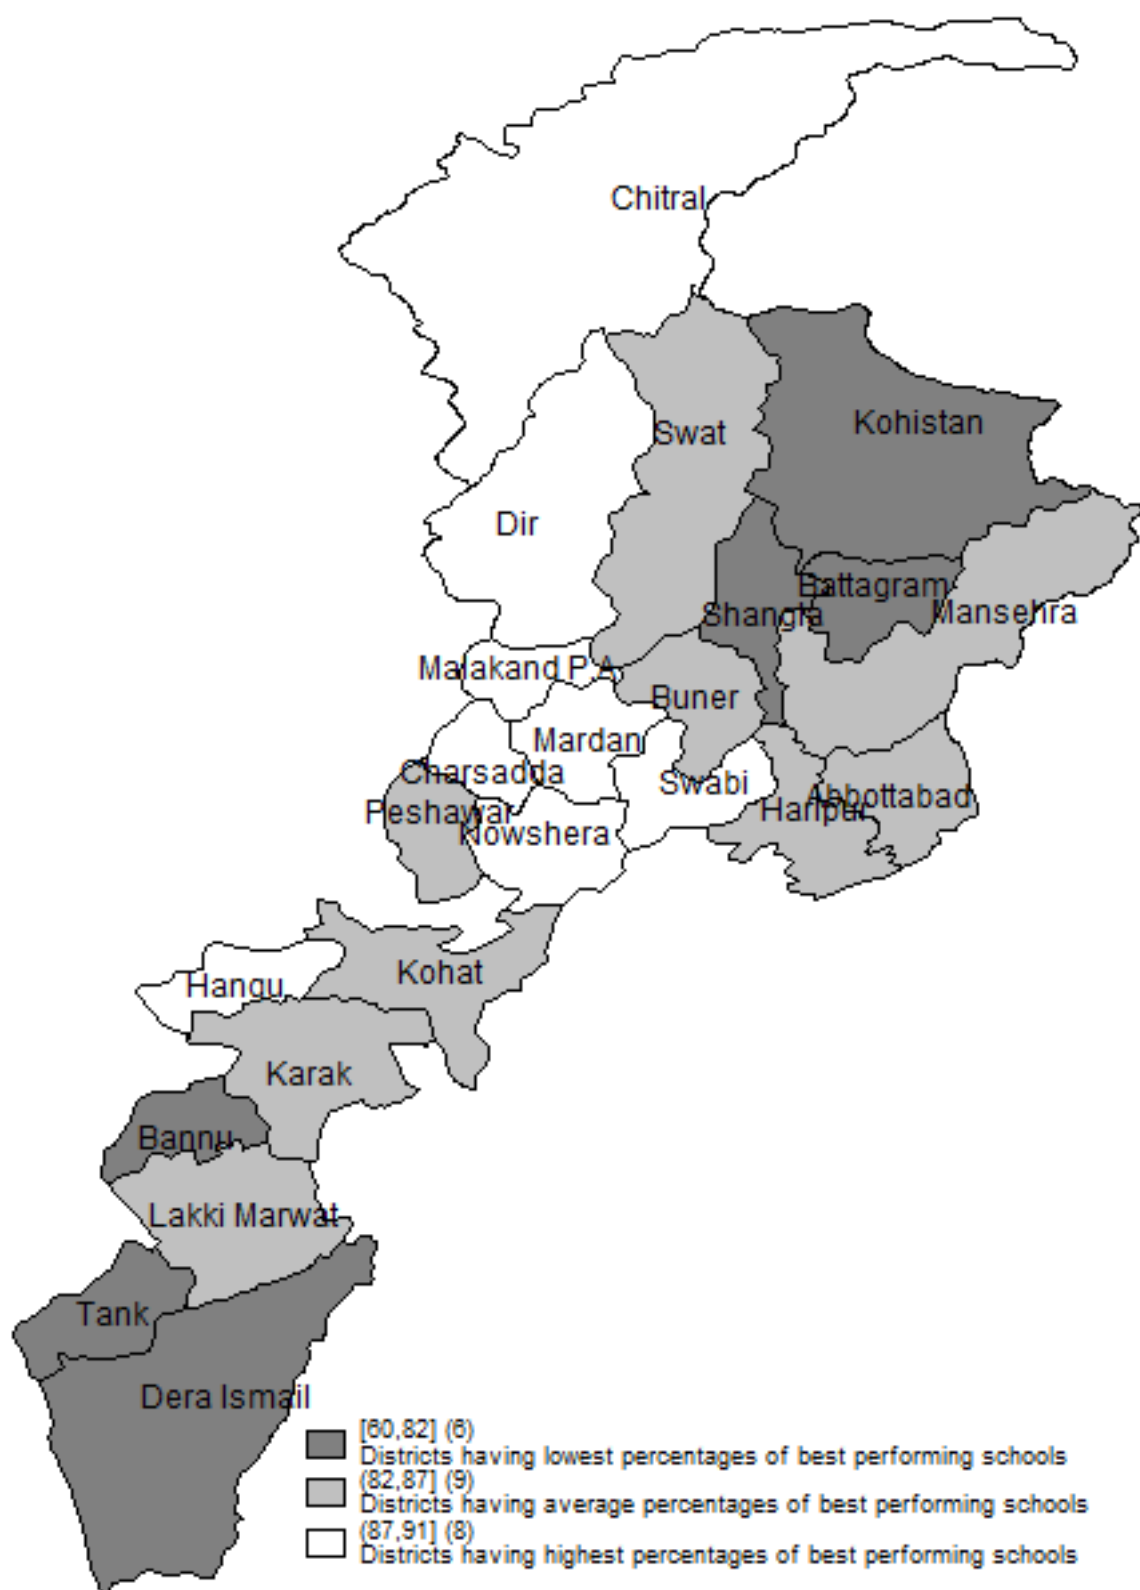 Chitral
Kohistan
Swat
Dir
Battagram
Shangla
Mansehra
Malakand P A
Buner
Mardan
Charsadda
Swabi
Abbottabad
Peshawar
Haripur
Nowshera
Kohat
Hangu
Karak
Bannu
Lakki Marwat
Tank
Dera Ismail
[60,82] (6)
Districts having lowest percentages of best performing schools
(82,87] (9)
Districts having average percentages of best performing schools
(87,91] (8)
Districts having highest percentages of best performing schools